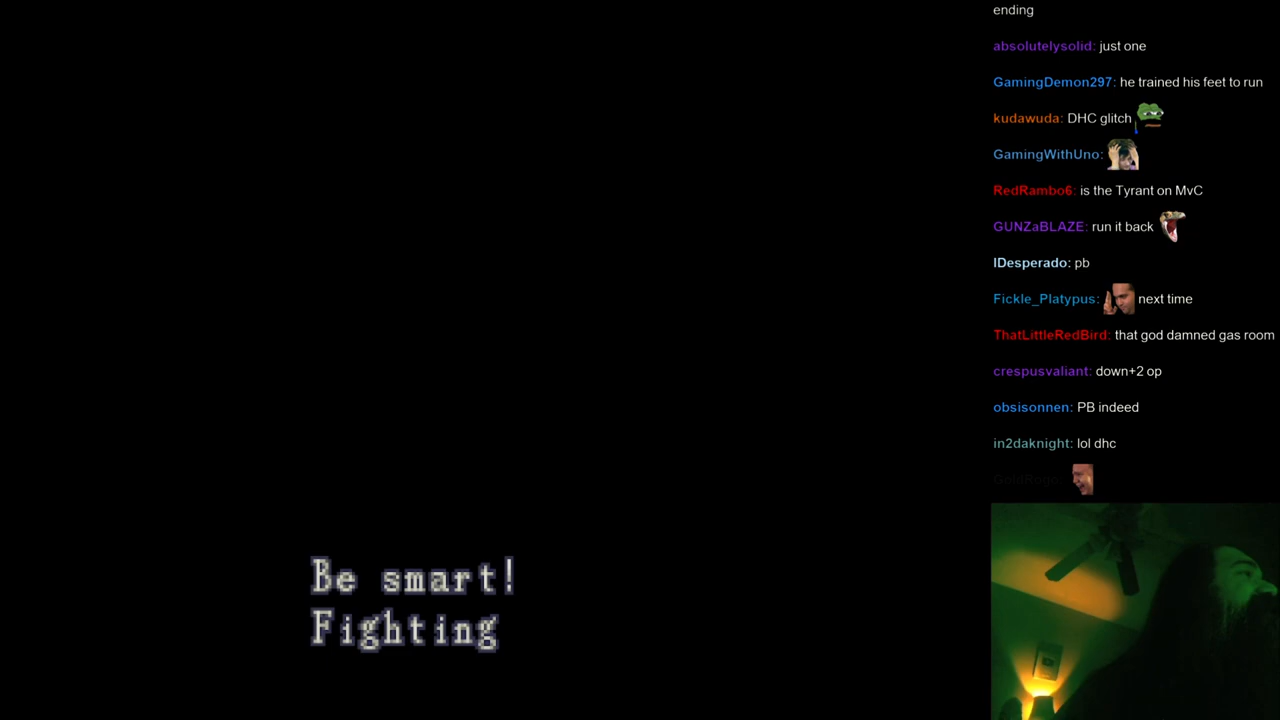 ending
absolutelysolid: just one
GamingDemon297: he trained his feet to run
kudawuda: DHC glitch
GamingWithUno:
RedRambo6: is the Tyrant on MvC
GUNZaBLAZE: run it back
IDesperado: pb
Fickle_Platypus: next time
ThatLittleRedBird: that god damned gas room
crespusvaliant: down+2 op
obsisonnen: PB indeed
in2daknight: lol dhc
Be smart!
Fighting